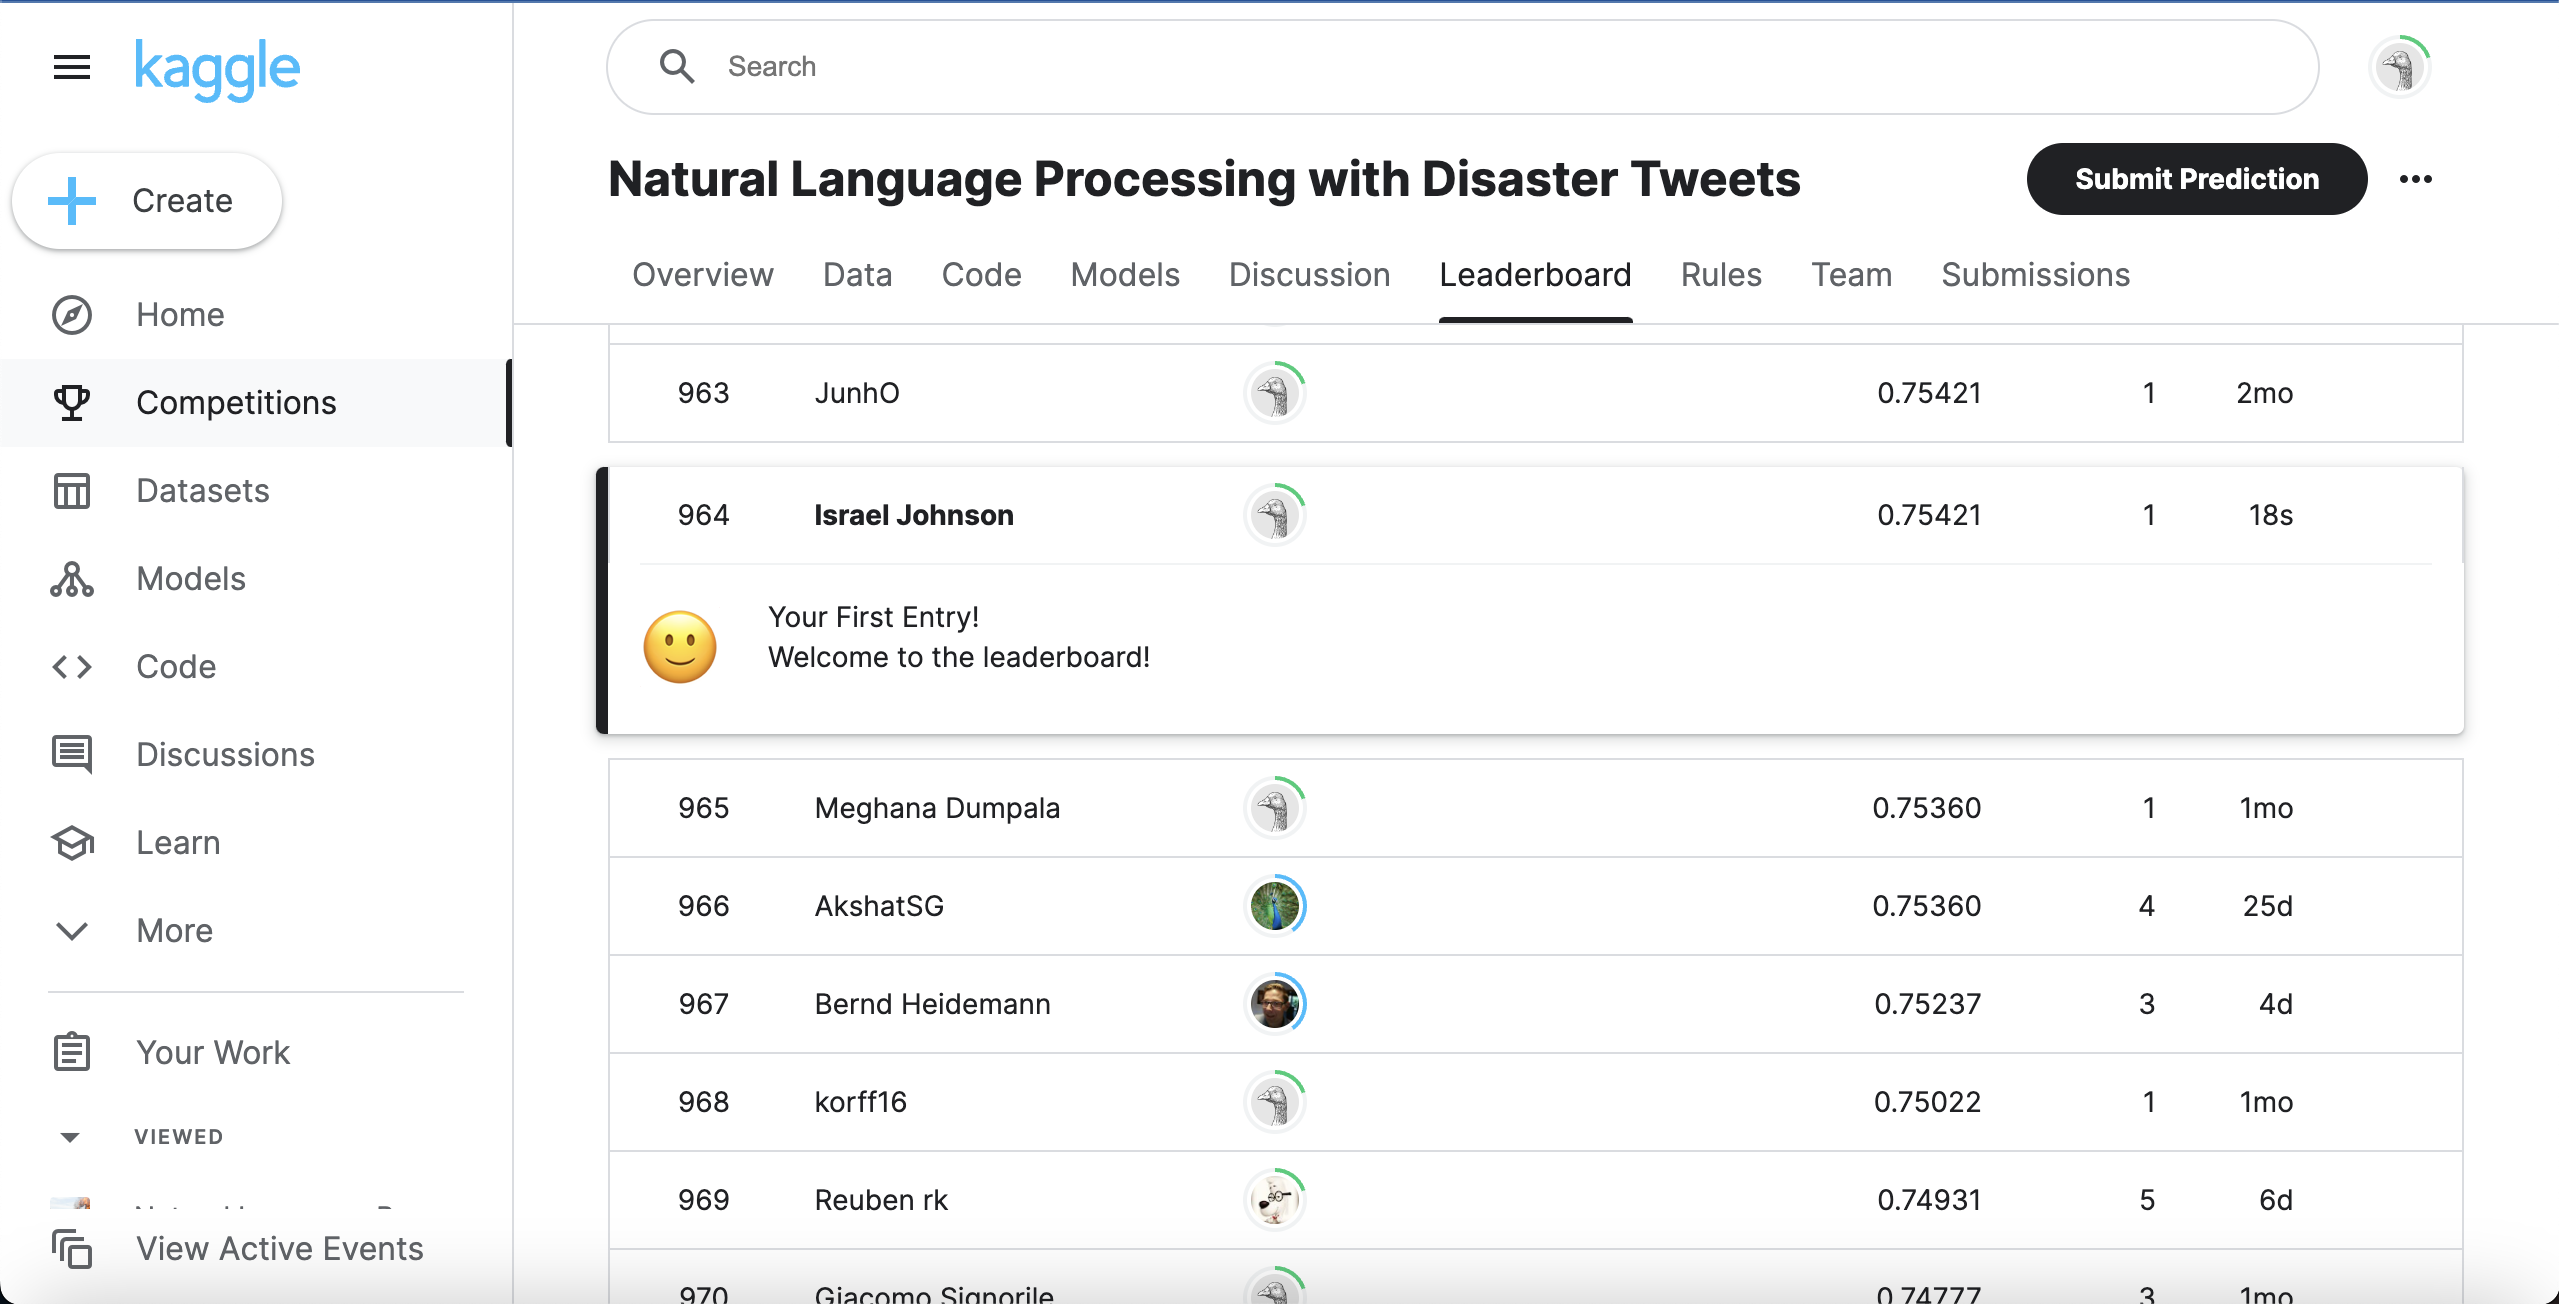 kaggle
Search
Create
Natural Language Processing with Disaster Tweets
Submit Prediction
Overview Data Code Models Discussion Leaderboard Rules Team Submissions
Home
Competitions
Datasets
Models
Code
Discussions
Learn
More
Your Work
VIEWED
View Active Events
963 JunhO 0.75421 1 2mo
964 Israel Johnson 0.75421 1 18s
Your First Entry!
Welcome to the leaderboard!
965 Meghana Dumpala 0.75360 1 1mo
966 AkshatSG 0.75360 4 25d
967 Bernd Heidemann 0.75237 3 4d
968 korff16 0.75022 1 1mo
969 Reuben rk 0.74931 5 6d
970 Giacomo Signorile 0.74777 3 1mo